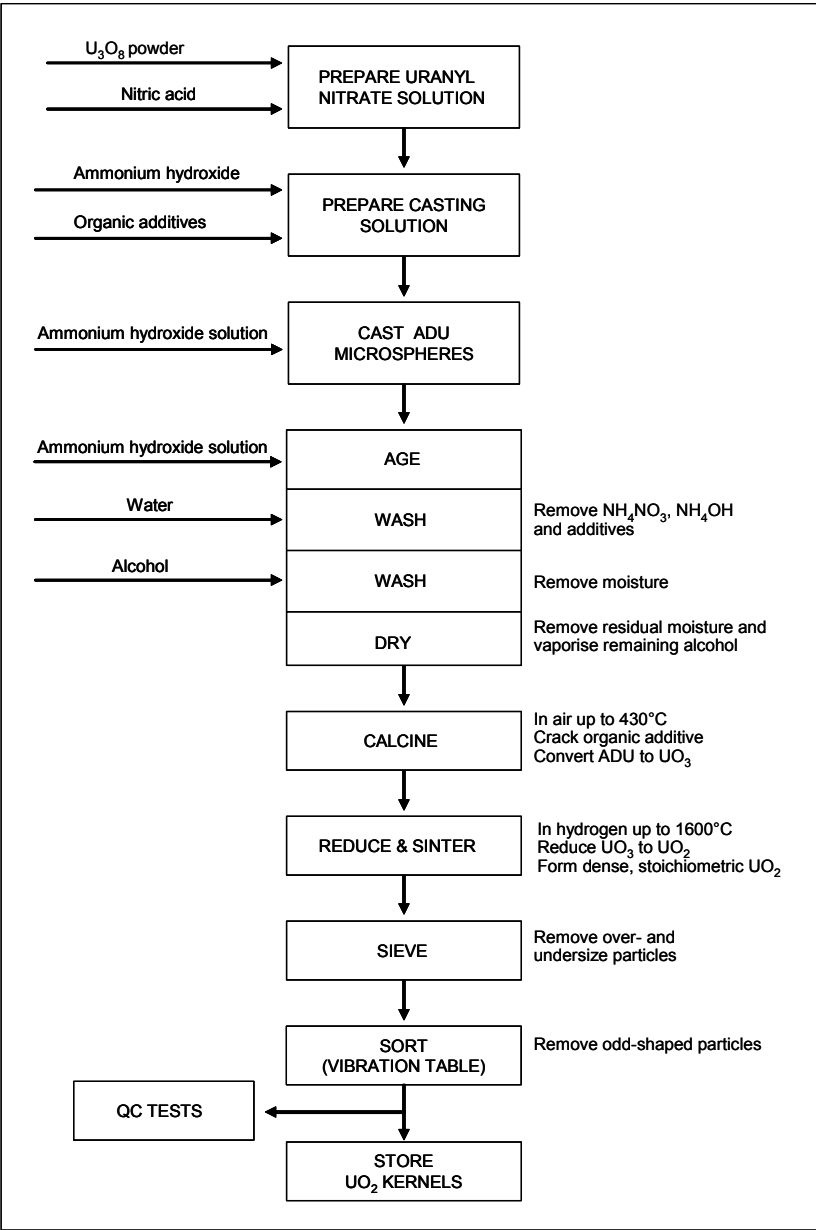 U₃O₈ powder
Nitric acid
PREPARE URANYL
NITRATE SOLUTION
Ammonium hydroxide
Organic additives
PREPARE CASTING
SOLUTION
Ammonium hydroxide solution
CAST ADU
MICROSPHERES
Ammonium hydroxide solution
AGE
Water
WASH
Remove NH₄NO₃, NH₄OH
and additives
Alcohol
WASH
Remove moisture
DRY
Remove residual moisture and
vaporise remaining alcohol
CALCINE
In air up to 430°C
Crack organic additive
Convert ADU to UO₃
REDUCE & SINTER
In hydrogen up to 1600°C
Reduce UO₃ to UO₂
Form dense, stoichiometric UO₂
SIEVE
Remove over- and
undersize particles
SORT
(VIBRATION TABLE)
Remove odd-shaped particles
QC TESTS
STORE
UO₂ KERNELS